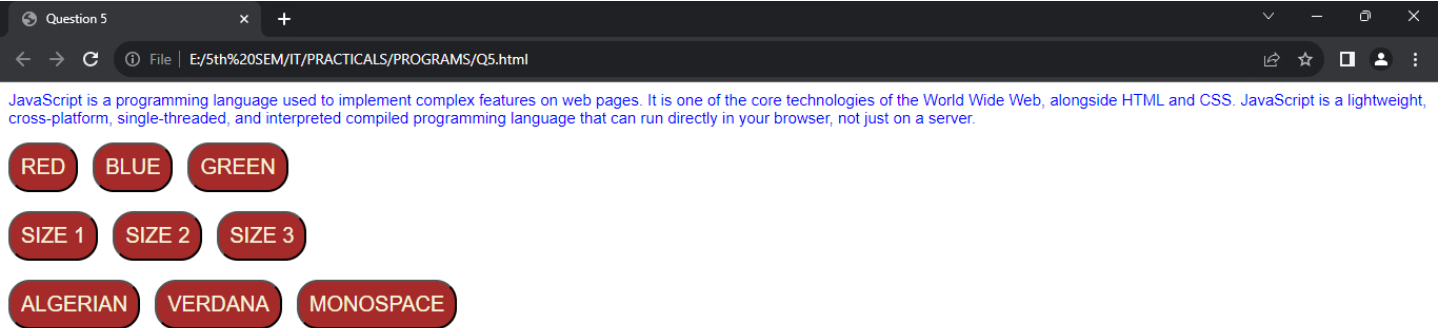 Question 5
File E:/5th%20SEM/IT/PRACTICALS/PROGRAMS/Q5.html
JavaScript is a programming language used to implement complex features on web pages. It is one of the core technologies of the World Wide Web, alongside HTML and CSS. JavaScript is a lightweight,
cross-platform, single-threaded, and interpreted compiled programming language that can run directly in your browser, not just on a server.
RED BLUE GREEN
SIZE 1 SIZE 2 SIZE 3
ALGERIAN VERDANA MONOSPACE